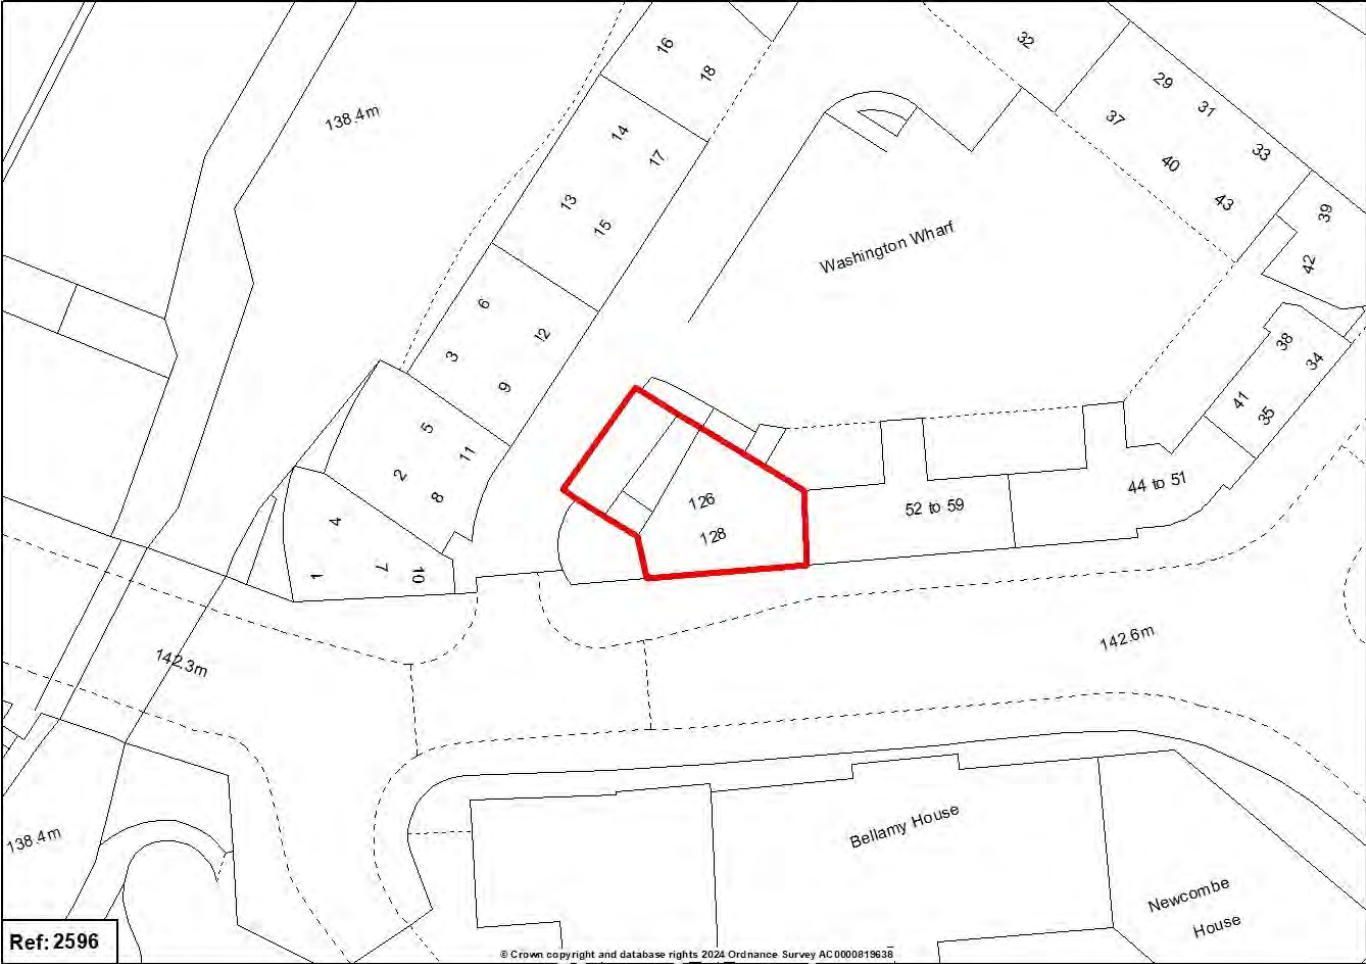 16
18
32
29
31
33
37
40
43
39
42
138.4m
14
17
13
15
Washington Wharf
6
12
3
9
38
34
41
35
5
11
2
8
4
7
10
1
126
128
52 to 59
44 to 51
142.3m
142.6m
138.4m
Bellamy House
Newcombe
House
Ref: 2596
© Crown copyright and database rights 2024 Ordnance Survey AC0000819638